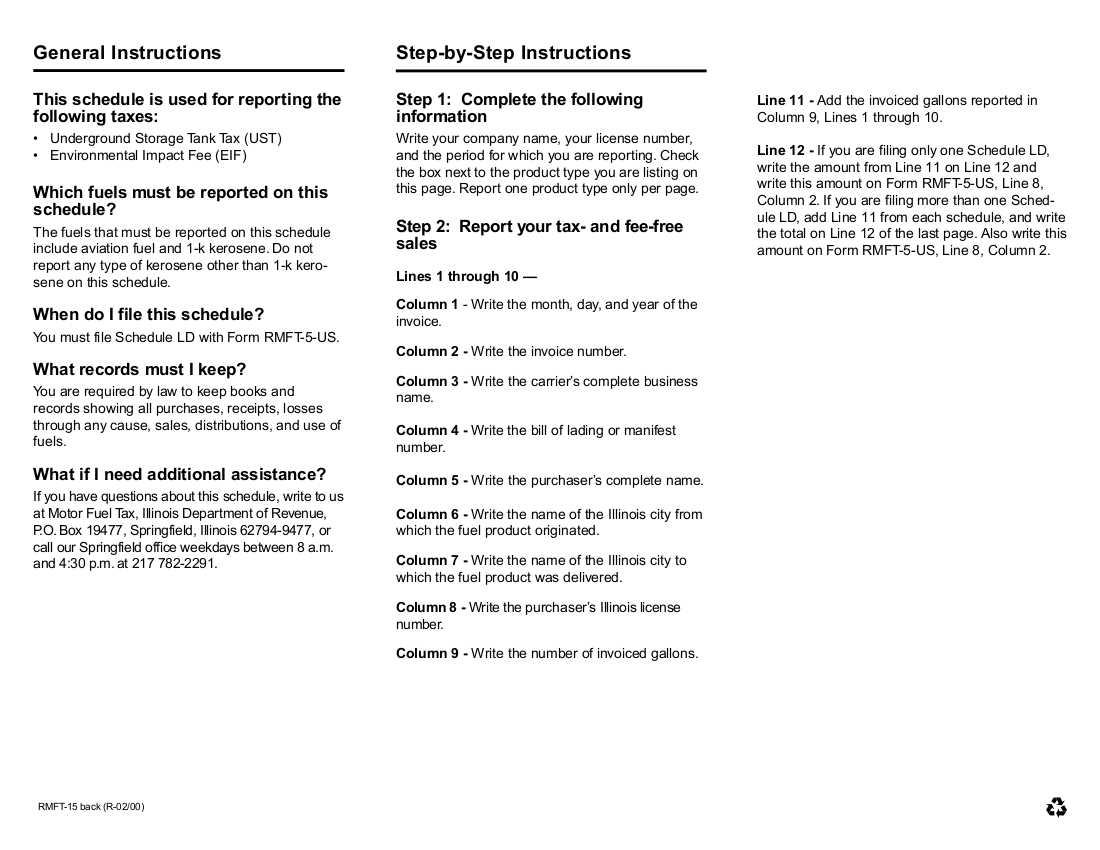 General Instructions
This schedule is used for reporting the
following taxes:
• Underground Storage Tank Tax (UST)
• Environmental Impact Fee (EIF)
Which fuels must be reported on this
schedule?
The fuels that must be reported on this schedule
include aviation fuel and 1-k kerosene. Do not
report any type of kerosene other than 1-k kero-
sene on this schedule.
When do I file this schedule?
You must file Schedule LD with Form RMFT-5-US.
What records must I keep?
You are required by law to keep books and
records showing all purchases, receipts, losses
through any cause, sales, distributions, and use of
fuels.
What if I need additional assistance?
If you have questions about this schedule, write to us
at Motor Fuel Tax, Illinois Department of Revenue,
P.O. Box 19477, Springfield, Illinois 62794-9477, or
call our Springfield office weekdays between 8 a.m.
and 4:30 p.m. at 217 782-2291.
Step-by-Step Instructions
Step 1:  Complete the following
information
Write your company name, your license number,
and the period for which you are reporting. Check
the box next to the product type you are listing on
this page. Report one product type only per page.
Step 2:  Report your tax- and fee-free
sales
Lines 1 through 10 —
Column 1 - Write the month, day, and year of the
invoice.
Column 2 - Write the invoice number.
Column 3 - Write the carrier's complete business
name.
Column 4 - Write the bill of lading or manifest
number.
Column 5 - Write the purchaser's complete name.
Column 6 - Write the name of the Illinois city from
which the fuel product originated.
Column 7 - Write the name of the Illinois city to
which the fuel product was delivered.
Column 8 - Write the purchaser's Illinois license
number.
Column 9 - Write the number of invoiced gallons.
Line 11 - Add the invoiced gallons reported in
Column 9, Lines 1 through 10.
Line 12 - If you are filing only one Schedule LD,
write the amount from Line 11 on Line 12 and
write this amount on Form RMFT-5-US, Line 8,
Column 2. If you are filing more than one Sched-
ule LD, add Line 11 from each schedule, and write
the total on Line 12 of the last page. Also write this
amount on Form RMFT-5-US, Line 8, Column 2.
RMFT-15 back (R-02/00)